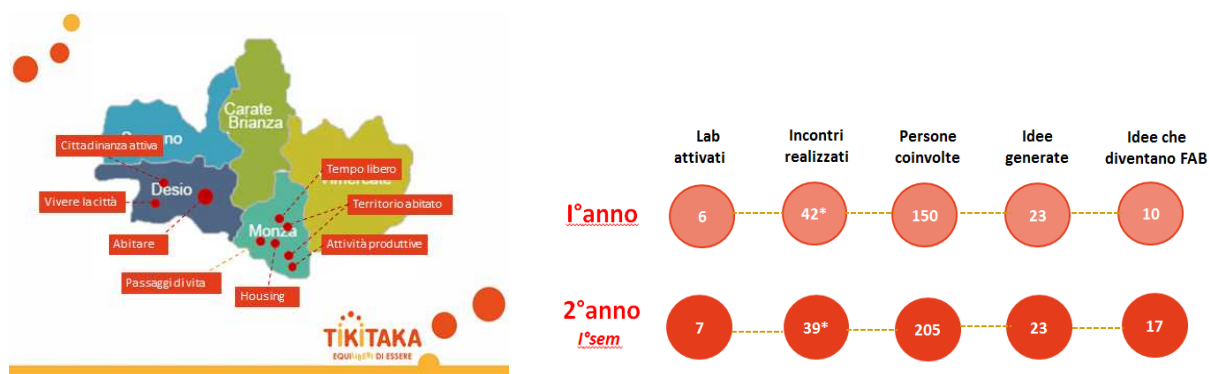 Carate
Brianza
no
Cittadinanza attiva
Tempo libero
Desio
Vivere la città
Territorio abitato
Monza
Abitare
Attività produttive
Passaggi di vita
Housing
TIKITAKA
EQUILIBERI DI ESSERE
Lab
attivati
Incontri
realizzati
Persone
coinvolte
Idee
generate
Idee che
diventano FAB
I°anno
6
42*
150
23
10
2°anno
I°sem
7
39*
205
23
17